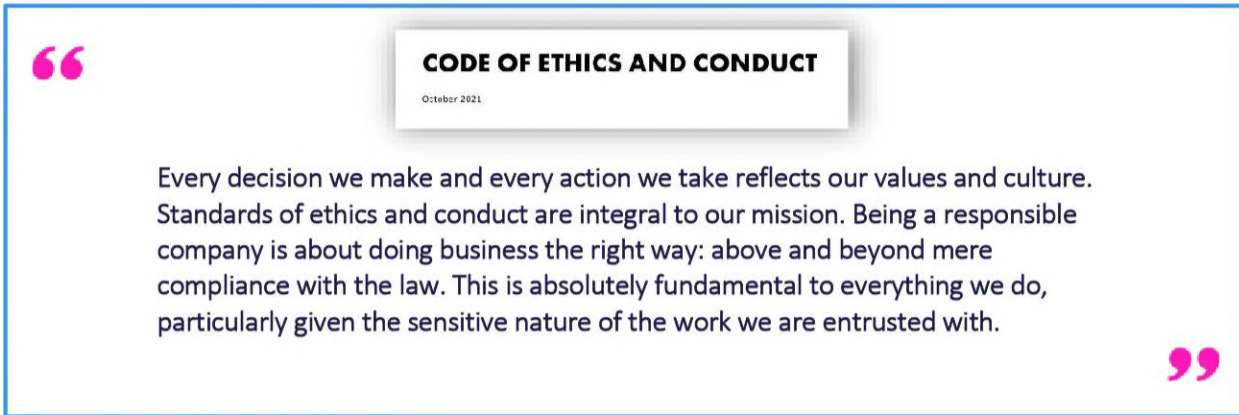 “
CODE OF ETHICS AND CONDUCT
October 2021
Every decision we make and every action we take reflects our values and culture.
Standards of ethics and conduct are integral to our mission. Being a responsible
company is about doing business the right way: above and beyond mere
compliance with the law. This is absolutely fundamental to everything we do,
particularly given the sensitive nature of the work we are entrusted with.
”